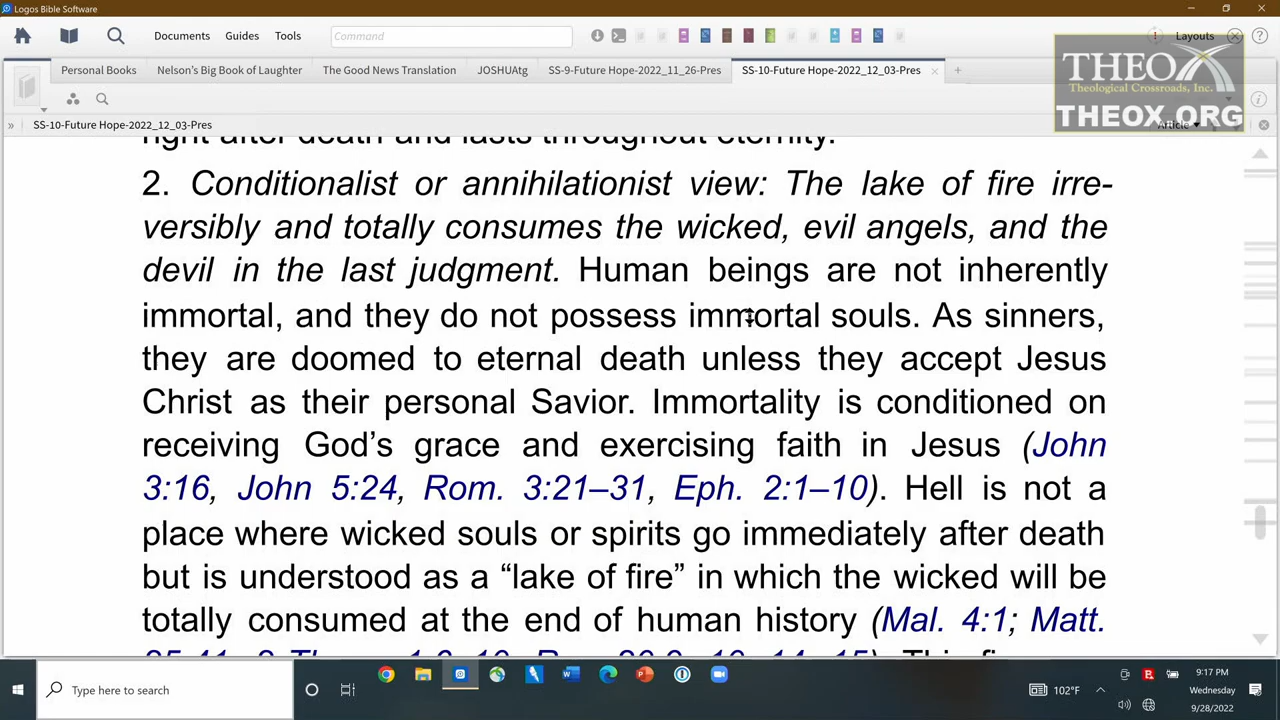 Logos Bible Software
Documents Guides Tools Command Layouts
THEOX
Theological Crossroads, Inc.
THEOX.ORG
Personal Books Nelson's Big Book of Laughter The Good News Translation JOSHUAtg SS-9-Future Hope-2022_11_26-Pres SS-10-Future Hope-2022_12_03-Pres
SS-10-Future Hope-2022_12_03-Pres Article
right after death and lasts throughout eternity.
2. Conditionalist or annihilationist view: The lake of fire irre-
versibly and totally consumes the wicked, evil angels, and the
devil in the last judgment. Human beings are not inherently
immortal, and they do not possess immortal souls. As sinners,
they are doomed to eternal death unless they accept Jesus
Christ as their personal Savior. Immortality is conditioned on
receiving God's grace and exercising faith in Jesus (John
3:16, John 5:24, Rom. 3:21–31, Eph. 2:1–10). Hell is not a
place where wicked souls or spirits go immediately after death
but is understood as a “lake of fire” in which the wicked will be
totally consumed at the end of human history (Mal. 4:1; Matt.
Type here to search
102°F
9:17 PM
Wednesday
9/28/2022